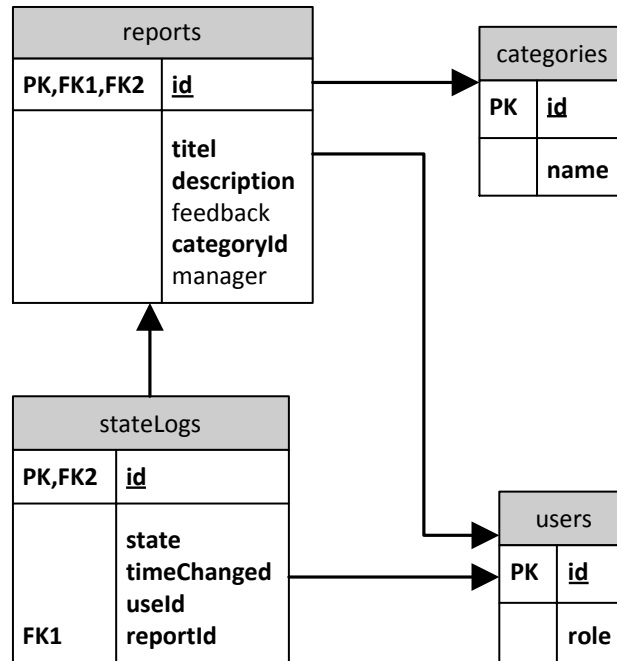 reports
PK,FK1,FK2 id
titel
description
feedback
categoryId
manager
categories
PK id
name
stateLogs
PK,FK2 id
state
timeChanged
useId
FK1 reportId
users
PK id
role